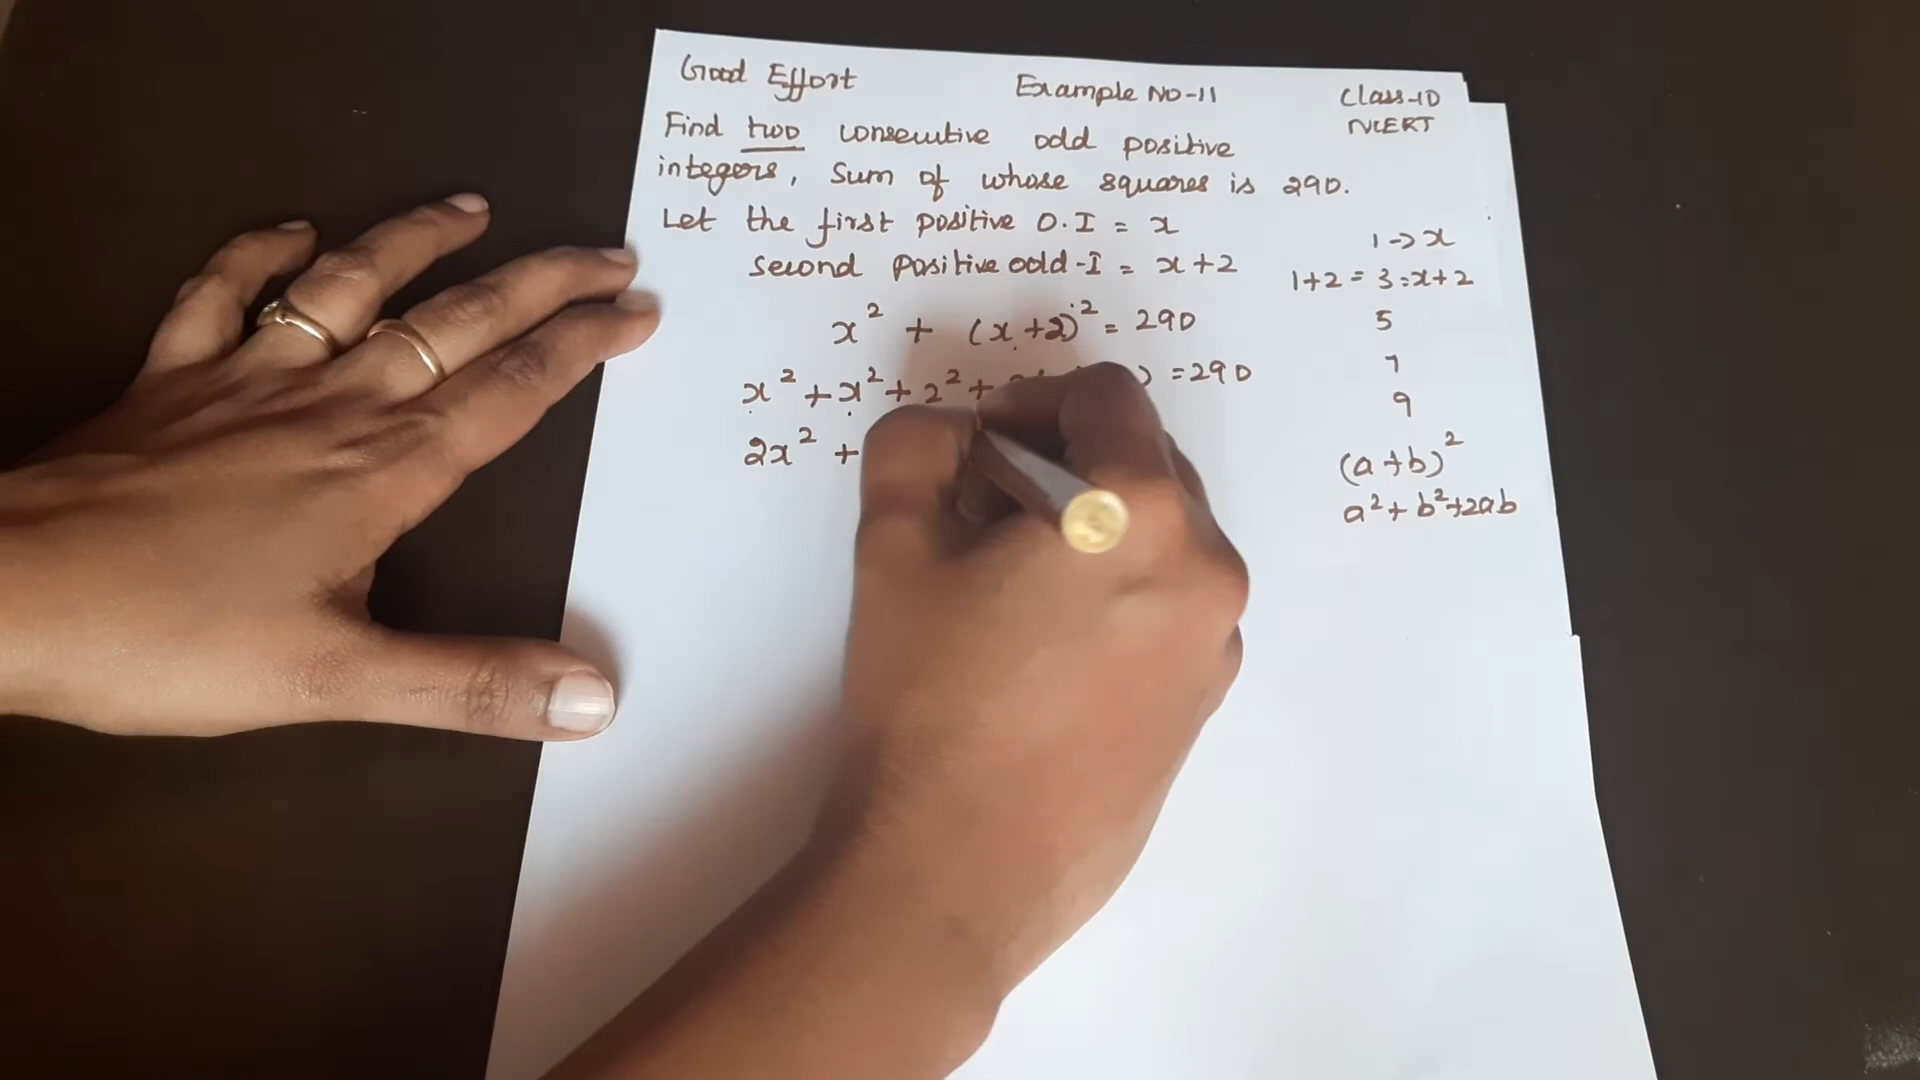 Good Effort Example No-11 Class-10
NCERT
Find two consecutive odd positive
integers, Sum of whose squares is 290.
Let the first positive O.I = x
second positive odd-I = x+2
x² + (x+2)² = 290
x² + x² + 2² + ) = 290
2x² +
1 -> x
1+2 = 3 = x+2
5
7
9
(a+b)²
a² + b² + 2ab